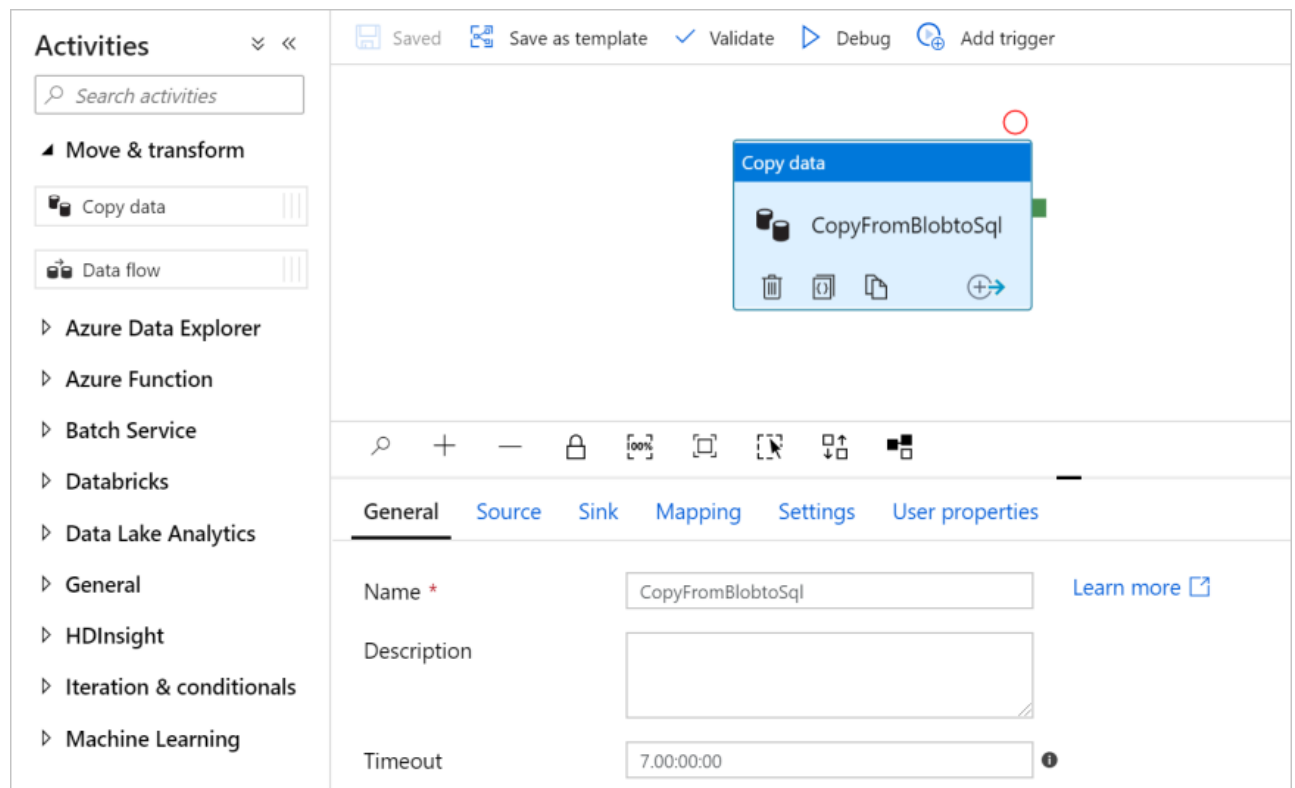 Activities
Search activities
Move & transform
Copy data
Data flow
Azure Data Explorer
Azure Function
Batch Service
Databricks
Data Lake Analytics
General
HDInsight
Iteration & conditionals
Machine Learning
Saved Save as template Validate Debug Add trigger
Copy data
CopyFromBlobtoSql
100%
General Source Sink Mapping Settings User properties
Name * CopyFromBlobtoSql Learn more
Description
Timeout 7.00:00:00